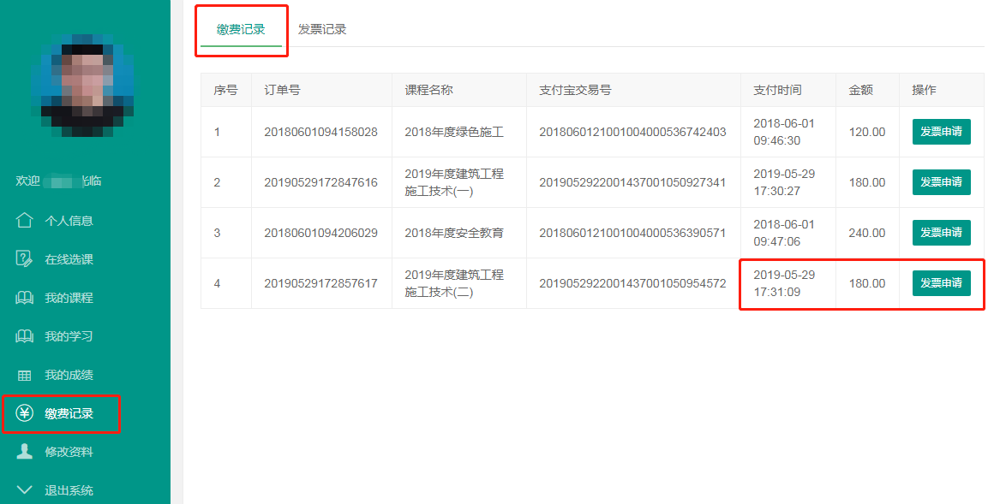 欢迎
光临
个人信息
在线选课
我的课程
我的学习
我的成绩
缴费记录
修改资料
退出系统
缴费记录 发票记录
序号 订单号 课程名称 支付宝交易号 支付时间 金额 操作
1 20180601094158028 2018年度绿色施工 2018060121001004000536742403 2018-06-01
09:46:30 120.00 发票申请
2 20190529172847616 2019年度建筑工程
施工技术(一) 2019052922001437001050927341 2019-05-29
17:30:27 180.00 发票申请
3 20180601094206029 2018年度安全教育 2018060121001004000536390571 2018-06-01
09:47:06 240.00 发票申请
4 20190529172857617 2019年度建筑工程
施工技术(二) 2019052922001437001050954572 2019-05-29
17:31:09 180.00 发票申请